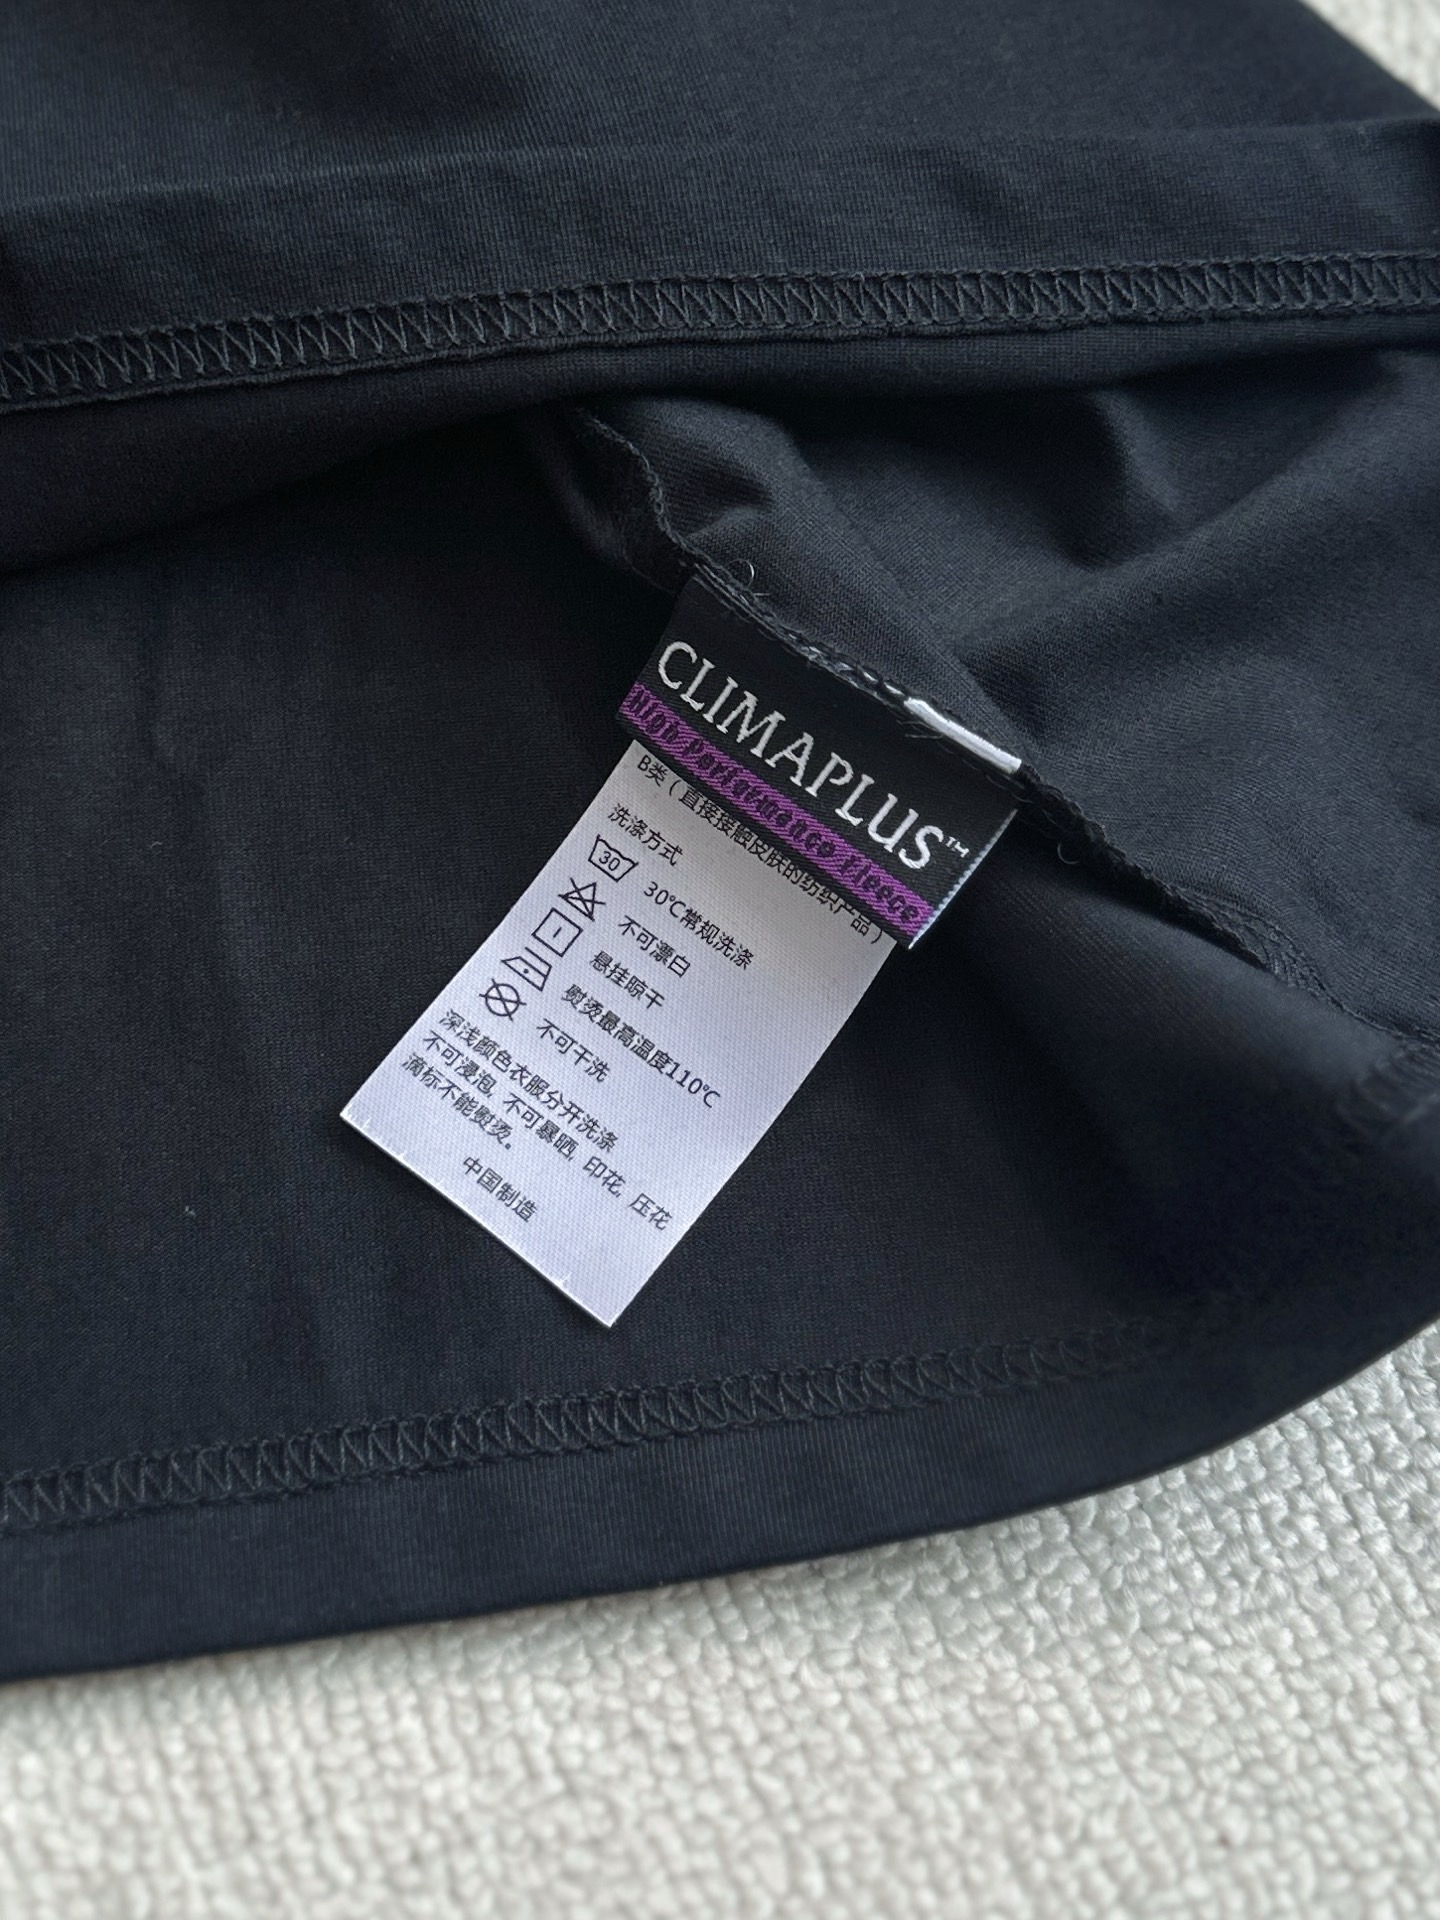 CLIMAPLUS™
High Performance Fleece
B类（直接接触皮肤的纺织产品）
洗涤方式
30 30℃常规洗涤
不可漂白
悬挂晾干
熨烫最高温度110℃
不可干洗
深浅颜色衣服分开洗涤
不可浸泡, 不可暴晒, 印花, 压花
滴标不能熨烫。
中国制造